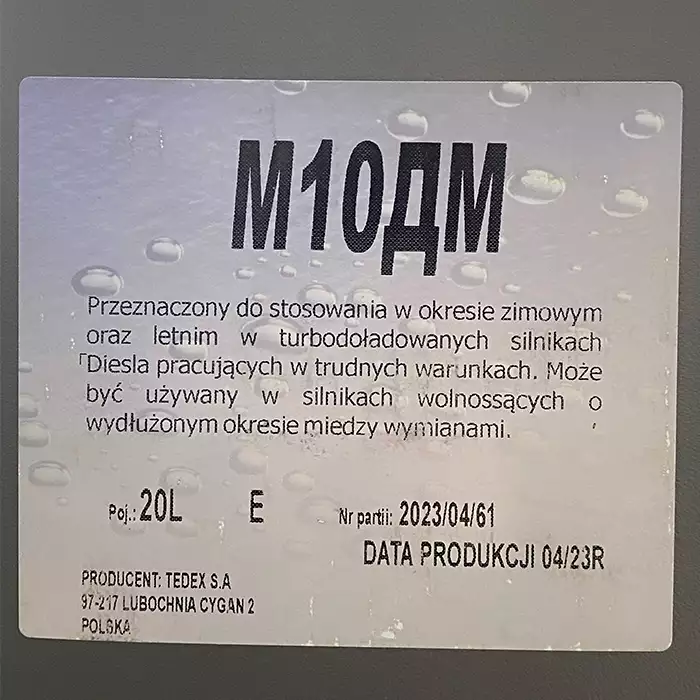 М10ДМ
Przeznaczony do stosowania w okresie zimowym
oraz letnim w turbodoładowanych silnikach
Diesla pracujących w trudnych warunkach. Może
być używany w silnikach wolnossących o
wydłużonym okresie miedzy wymianami.
Poj.: 20L E Nr partii: 2023/04/61
DATA PRODUKCJI 04/23R
PRODUCENT: TEDEX S.A
97-217 LUBOCHNIA CYGAN 2
POLSKA